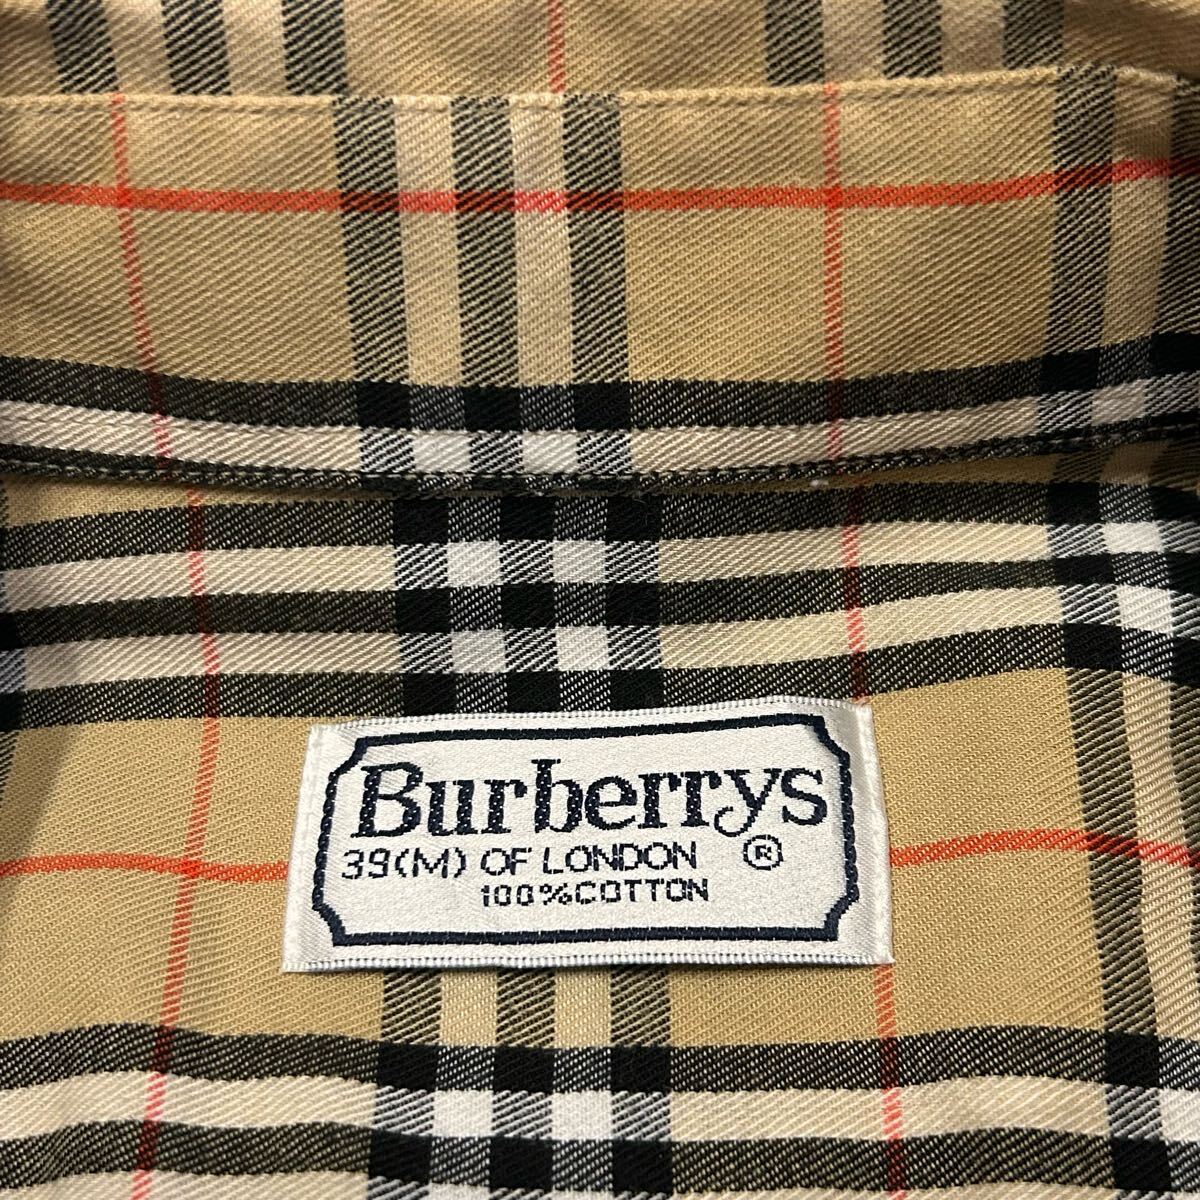 Burberrys
39(M) OF LONDON ®
100%COTTON